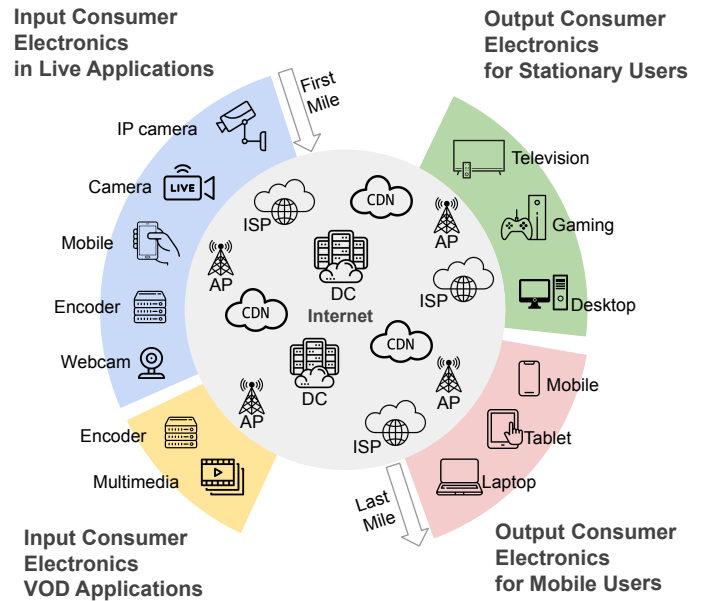 Input Consumer
Electronics
in Live Applications
Output Consumer
Electronics
for Stationary Users
First
Mile
IP camera
Camera
LIVE
Mobile
Encoder
Webcam
Television
Gaming
Desktop
ISP
CDN
AP
AP
DC
ISP
CDN
Internet
CDN
DC
AP
AP
ISP
Encoder
Multimedia
Mobile
Tablet
Laptop
Last
Mile
Input Consumer
Electronics
VOD Applications
Output Consumer
Electronics
for Mobile Users